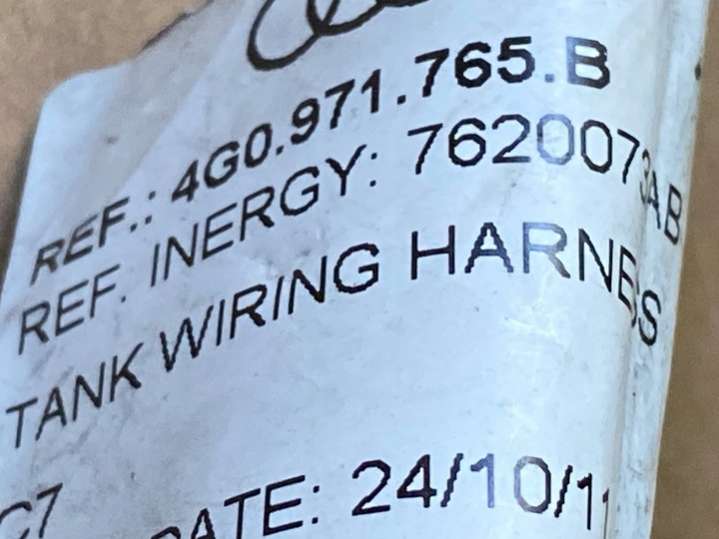 REF.: 4G0.971.765.B
REF. INERGY: 7620073AB
TANK WIRING HARNESS
C7
DATE: 24/10/11